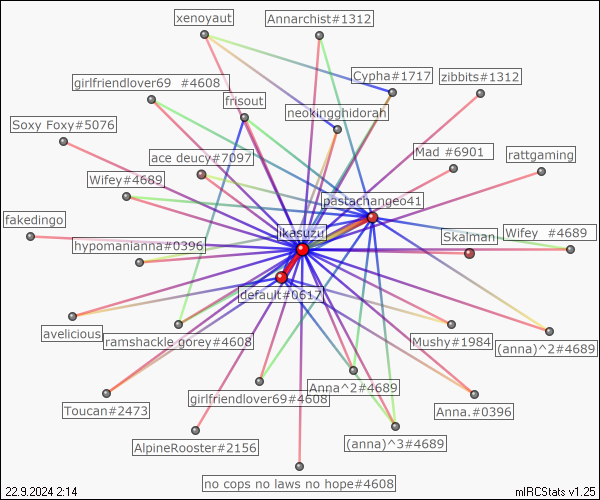 xenoyaut
Annarchist#1312
Cypha#1717
zibbits#1312
girlfriendlover69 #4608
frisout
neokingghidorah
Soxy Foxy#5076
ace deucy#7097
Mad #6901
rattgaming
Wifey#4689
pastachangeo41
fakedingo
ikasuzu
Skaiman
Wifey #4689
hypomanianna#0396
default#0617
avelicious
ramshackle gorey#4608
Mushy#1984
(anna)^2#4689
girlfriendlover69#4608
Anna^2#4689
Toucan#2473
Anna.#0396
AlpineRooster#2156
(anna)^3#4689
no cops no laws no hope#4608
22.9.2024 2:14
mIRCStats v1.25